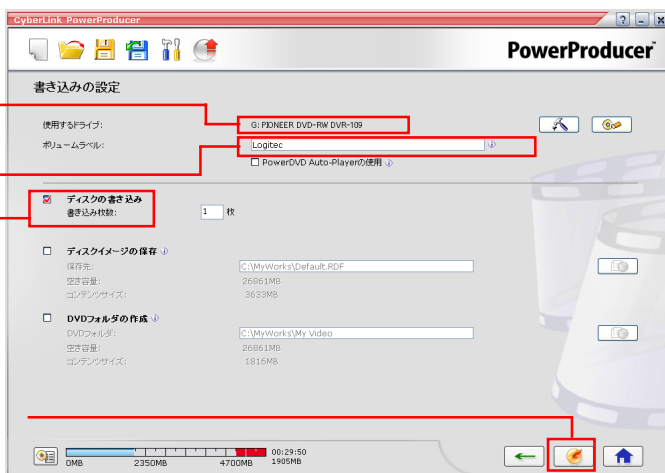 CyberLink PowerProducer
PowerProducer
書き込みの設定
使用するドライブ: G: PIONEER DVD-RW DVR-109
ボリュームラベル: Logitec
PowerDVD Auto-Playerの使用
ディスクの書き込み
書き込み枚数: 1 枚
ディスクイメージの保存
保存先: C:\MyWorks\Default.RDF
空き容量: 26861MB
コンテンツサイズ: 3633MB
DVDフォルダの作成
DVDフォルダ: C:\MyWorks\My Video
空き容量: 26861MB
コンテンツサイズ: 1816MB
00:29:50
0MB 2350MB 4700MB 1905MB